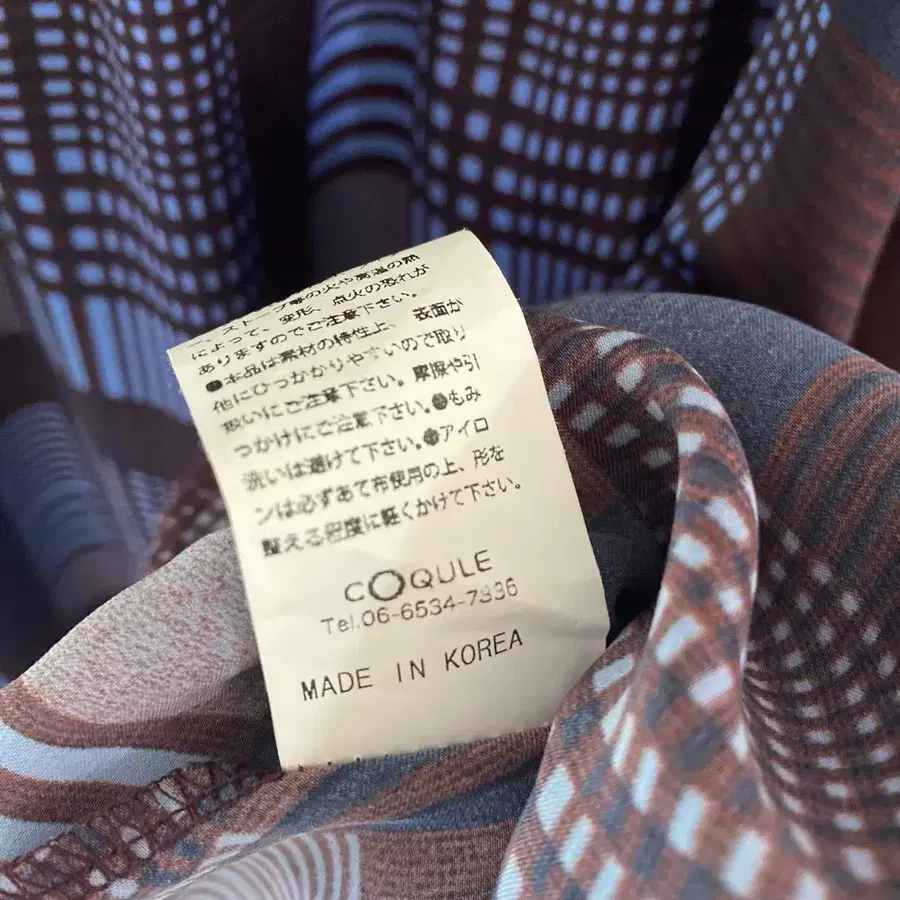 、ストーブ等の火や高温の熱
によって、変形、点火の恐れが
ありますのでご注意下さい。
●本品は素材の特性上、表面が
他にひっかかりやすいので取り
扱いにご注意下さい。摩擦や引
っかけにご注意下さい。●もみ
洗いは避けて下さい。●アイロ
ンは必ずあて布使用の上、形を
整える程度に軽くかけて下さい。
COQULE
Tel.06-6534-7336
MADE IN KOREA